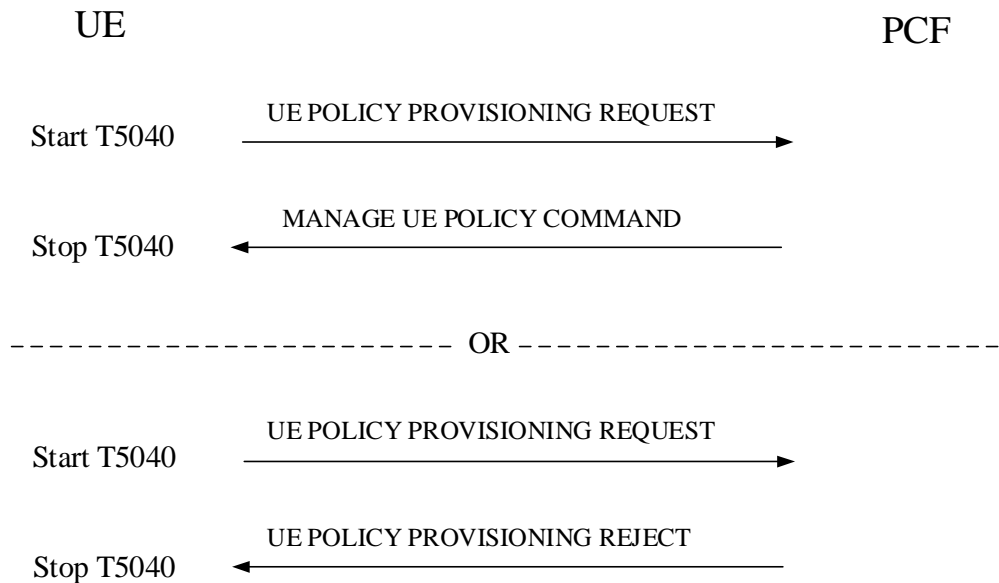 UE
PCF
UE POLICY PROVISIONING REQUEST
Start T5040
MANAGE UE POLICY COMMAND
Stop T5040
OR
UE POLICY PROVISIONING REQUEST
Start T5040
UE POLICY PROVISIONING REJECT
Stop T5040